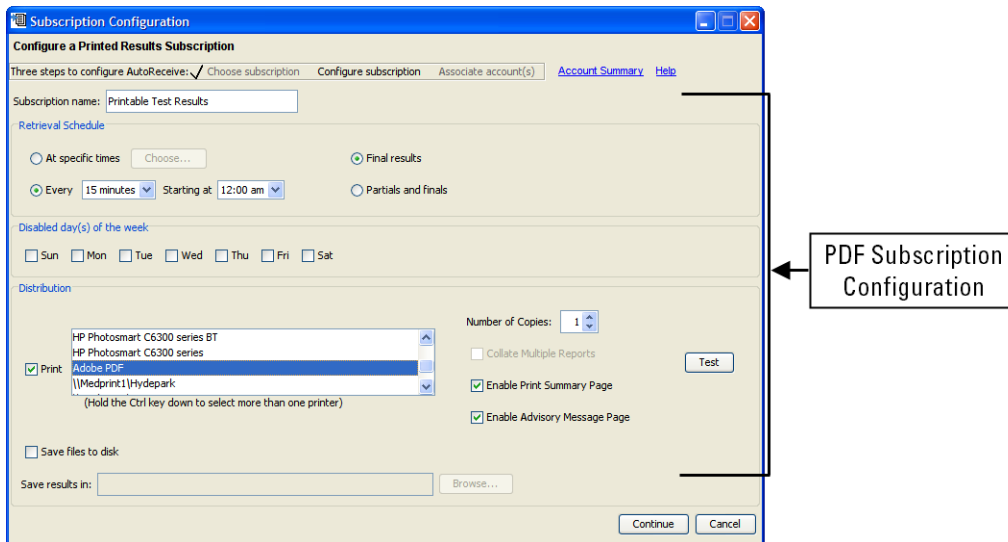 Subscription Configuration
Configure a Printed Results Subscription
Three steps to configure AutoReceive: Choose subscription Configure subscription Associate account(s) Account Summary Help
Subscription name: Printable Test Results
Retrieval Schedule
At specific times Choose... Final results
Every 15 minutes Starting at 12:00 am Partials and finals
Disabled day(s) of the week
Sun Mon Tue Wed Thu Fri Sat
Distribution
Number of Copies: 1
HP Photosmart C6300 series BT
HP Photosmart C6300 series
Collate Multiple Reports
Print Adobe PDF
Test
\\Medprint1\Hydepark
Enable Print Summary Page
(Hold the Ctrl key down to select more than one printer)
Enable Advisory Message Page
Save files to disk
Save results in: Browse...
Continue Cancel
PDF Subscription
Configuration